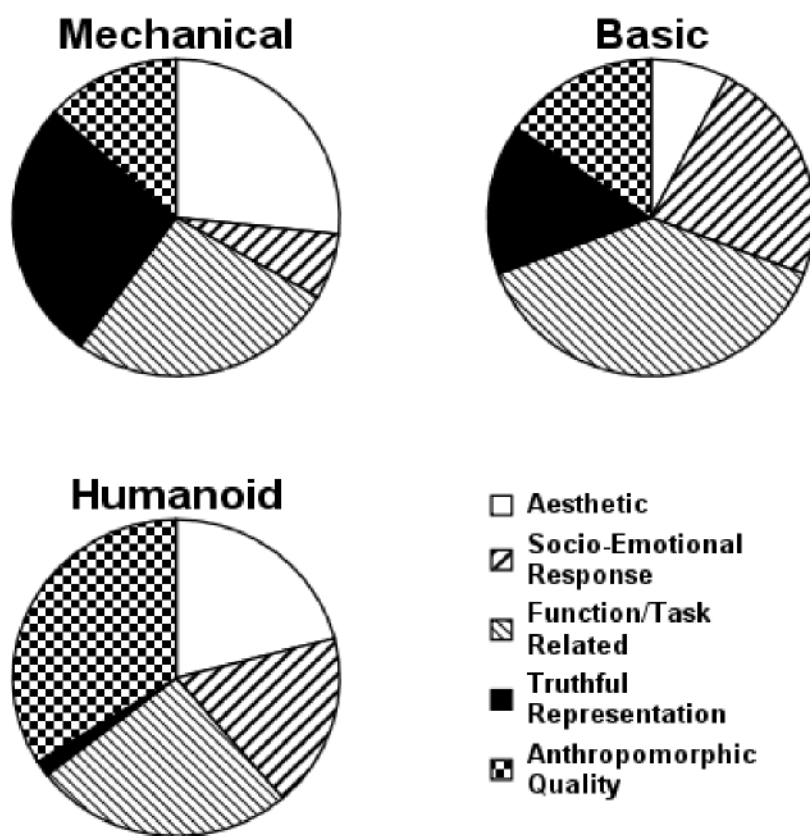 Mechanical
Basic
Humanoid
Aesthetic
Socio-Emotional
Response
Function/Task
Related
Truthful
Representation
Anthropomorphic
Quality